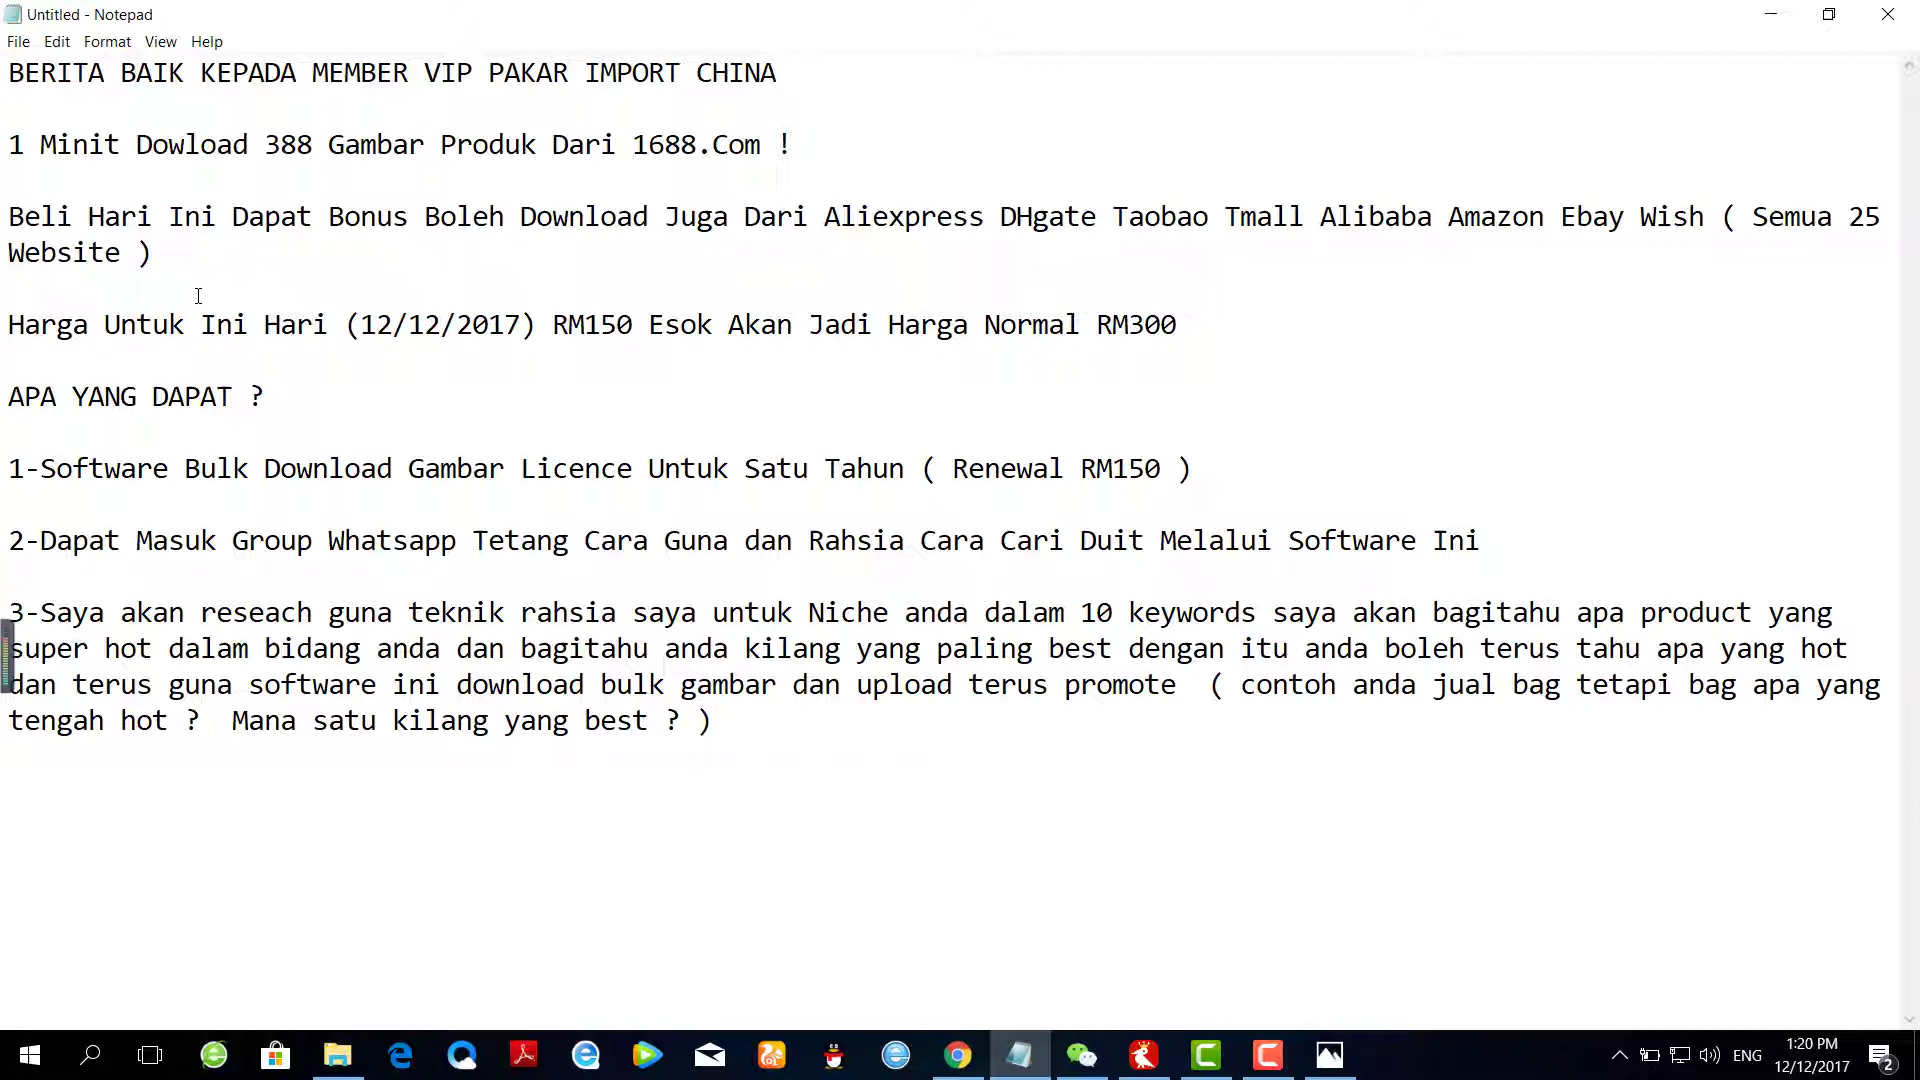 Untitled - Notepad
File Edit Format View Help
BERITA BAIK KEPADA MEMBER VIP PAKAR IMPORT CHINA
1 Minit Dowload 388 Gambar Produk Dari 1688.Com !
Beli Hari Ini Dapat Bonus Boleh Download Juga Dari Aliexpress DHgate Taobao Tmall Alibaba Amazon Ebay Wish ( Semua 25
Website )
Harga Untuk Ini Hari (12/12/2017) RM150 Esok Akan Jadi Harga Normal RM300
APA YANG DAPAT ?
1-Software Bulk Download Gambar Licence Untuk Satu Tahun ( Renewal RM150 )
2-Dapat Masuk Group Whatsapp Tetang Cara Guna dan Rahsia Cara Cari Duit Melalui Software Ini
3-Saya akan reseach guna teknik rahsia saya untuk Niche anda dalam 10 keywords saya akan bagitahu apa product yang
super hot dalam bidang anda dan bagitahu anda kilang yang paling best dengan itu anda boleh terus tahu apa yang hot
dan terus guna software ini download bulk gambar dan upload terus promote  ( contoh anda jual bag tetapi bag apa yang
tengah hot ?  Mana satu kilang yang best ? )
ENG
1:20 PM
12/12/2017
2